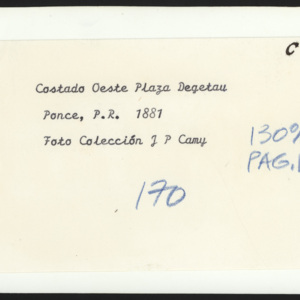 C
Costado Oeste Plaza Degetau
Ponce, P.R. 1881
Foto Colección J P Camy
130%
PAG.
170